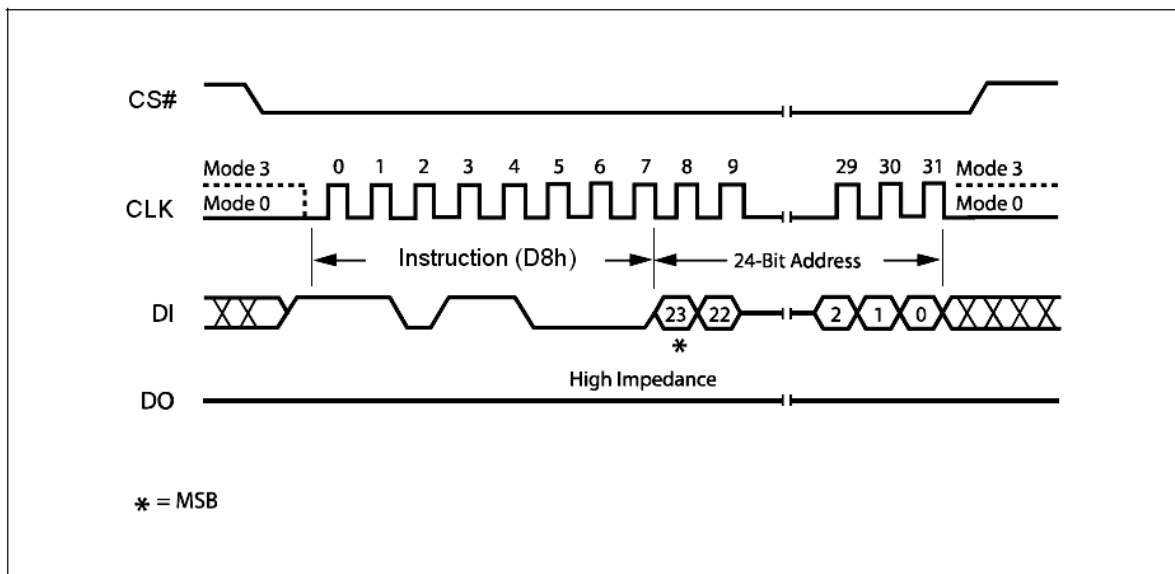 CS#
Mode 3 0 1 2 3 4 5 6 7 8 9 29 30 31 Mode 3
CLK Mode 0 Mode 0
Instruction (D8h) 24-Bit Address
DI 23 22 2 1 0
*
High Impedance
DO
* = MSB